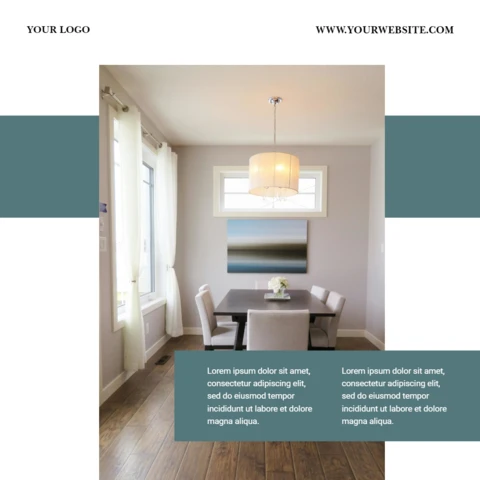 YOUR LOGO
WWW.YOURWEBSITE.COM
Lorem ipsum dolor sit amet,
consectetur adipiscing elit,
sed do eiusmod tempor
incididunt ut labore et dolore
magna aliqua.
Lorem ipsum dolor sit amet,
consectetur adipiscing elit,
sed do eiusmod tempor
incididunt ut labore et dolore
magna aliqua.